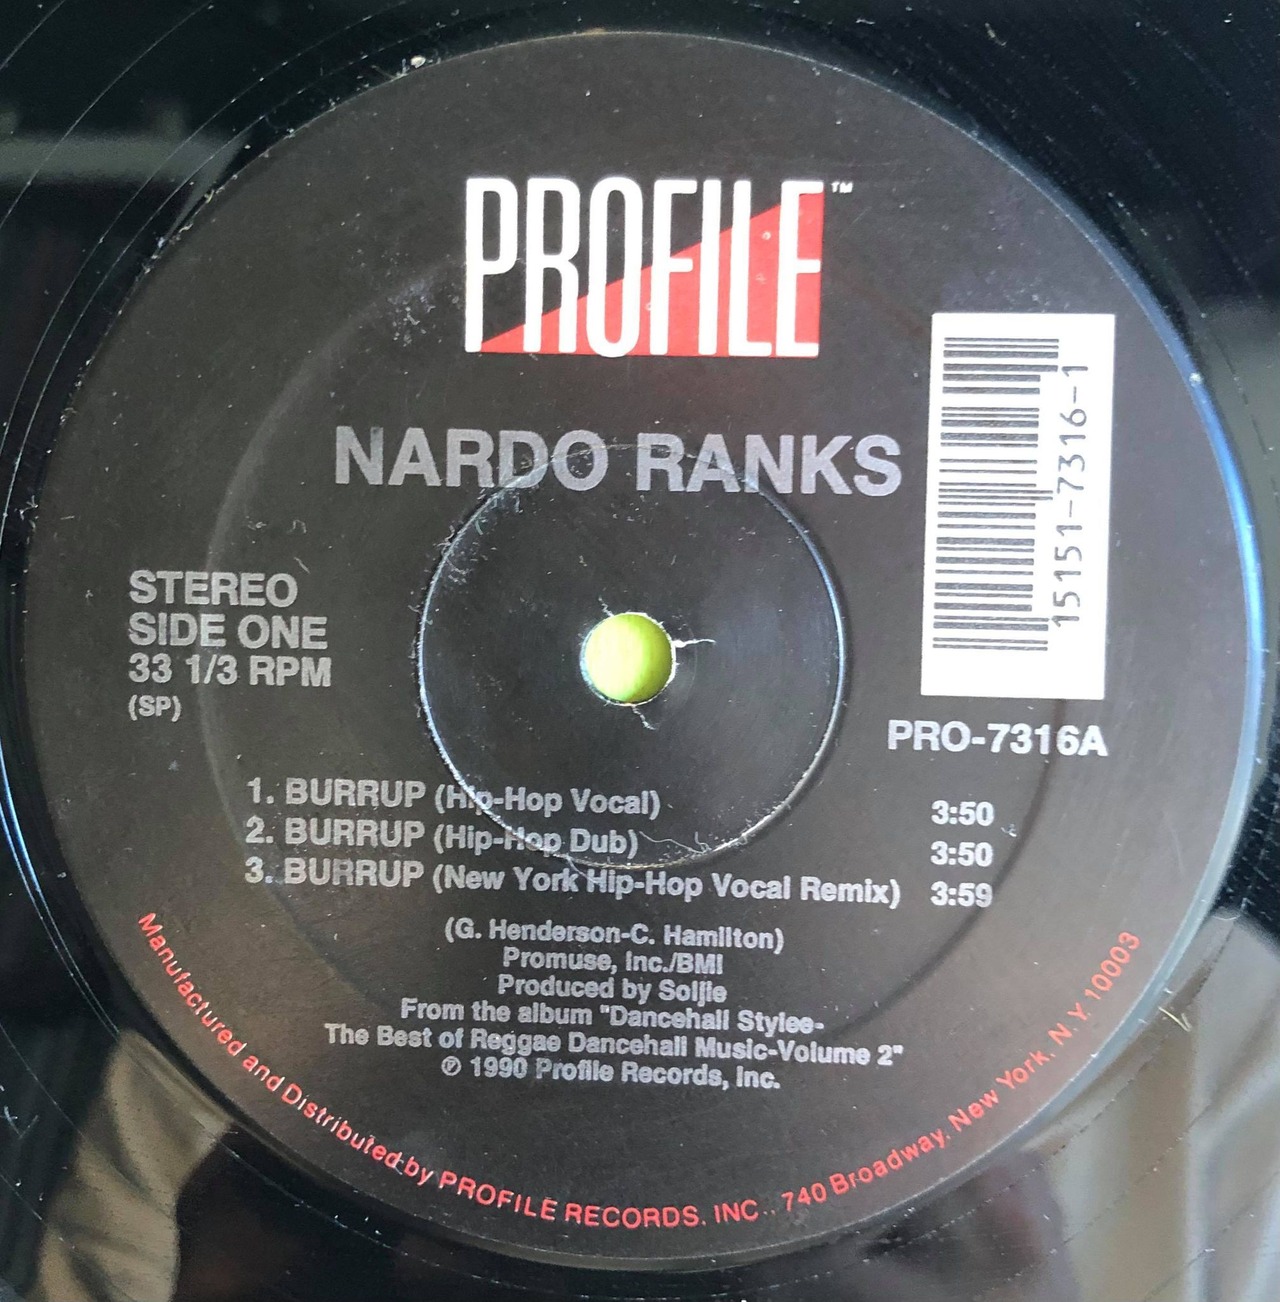 PROFILE™
NARDO RANKS
15151-7316-1
STEREO
SIDE ONE
33 1/3 RPM
(SP)
PRO-7316A
1. BURRUP (Hip-Hop Vocal) 3:50
2. BURRUP (Hip-Hop Dub) 3:50
3. BURRUP (New York Hip-Hop Vocal Remix) 3:59
(G. Henderson-C. Hamilton)
Promuse, Inc./BMI
Produced by Soljie
From the album "Dancehall Stylee-
The Best of Reggae Dancehall Music-Volume 2"
℗ 1990 Profile Records, Inc.
Manufactured and Distributed by PROFILE RECORDS, INC., 740 Broadway, New York, N.Y. 10003